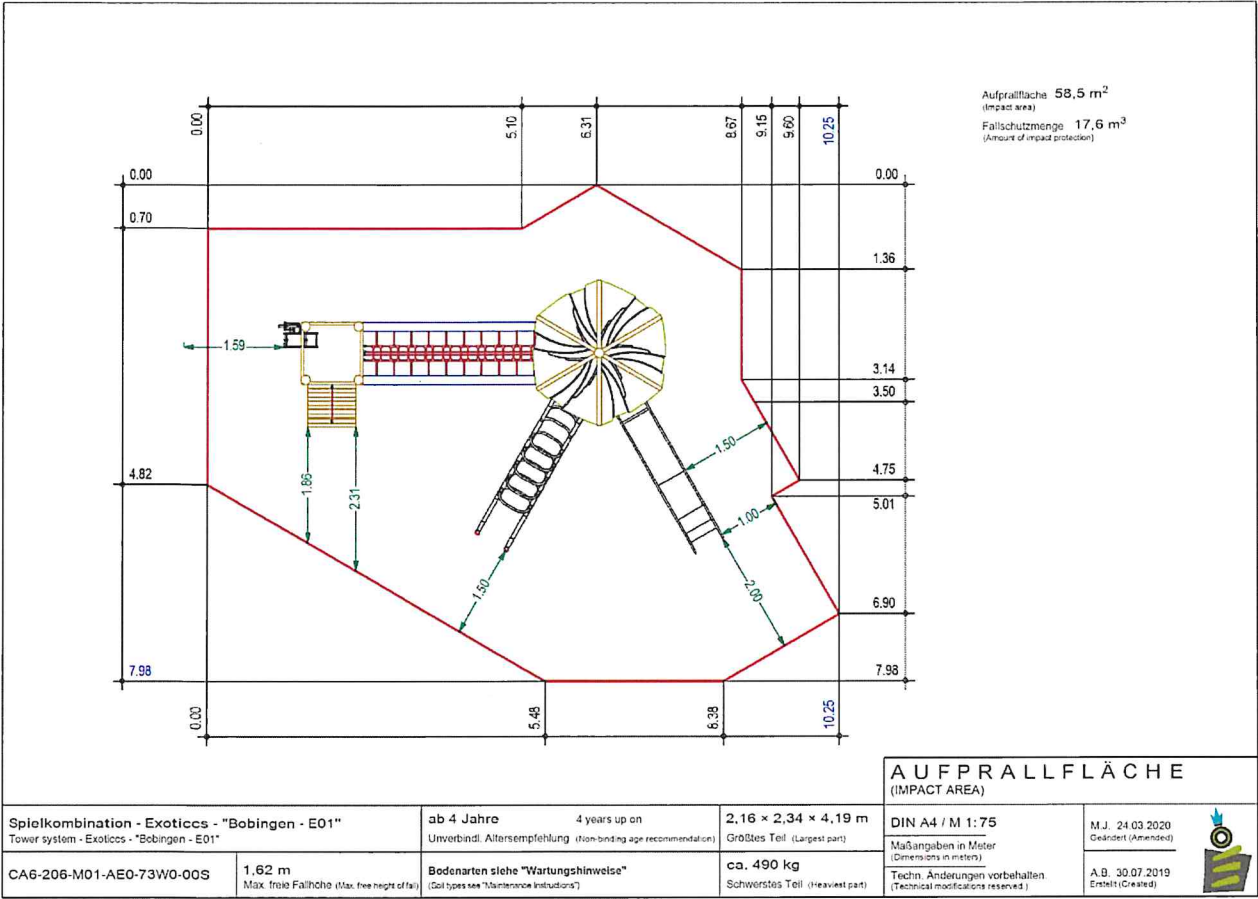 Aufprallfläche 58,5 m²
(Impact area)
Fallschutzmenge 17,6 m³
(Amount of impact protection)
0.00
5.10
6.31
8.67
9.15
9.60
10.25
0.00
0.00
0.70
1.36
3.14
1.59
3.50
1.50
4.82
4.75
1.86
2.31
5.01
1.00
1.50
2.00
6.90
7.98
7.98
0.00
5.48
8.38
10.25
AUFPRALLFLÄCHE
(IMPACT AREA)
Spielkombination - Exoticcs - "Bobingen - E01"
Tower system - Exoticcs - "Bobingen - E01"
ab 4 Jahre 4 years up on
Unverbindl. Altersempfehlung (Non-binding age recommendation)
2,16 × 2,34 × 4,19 m
Größtes Teil (Largest part)
DIN A4 / M 1:75
Maßangaben in Meter
(Dimensions in meters)
M.J. 24.03.2020
Geändert (Amended)
CA6-206-M01-AE0-73W0-00S
1,62 m
Max. freie Fallhöhe (Max. free height of fall)
Bodenarten siehe "Wartungshinweise"
(Soil types see "Maintenance Instructions")
ca. 490 kg
Schwerstes Teil (Heaviest part)
Techn. Änderungen vorbehalten.
(Technical modifications reserved.)
A.B. 30.07.2019
Erstellt (Created)